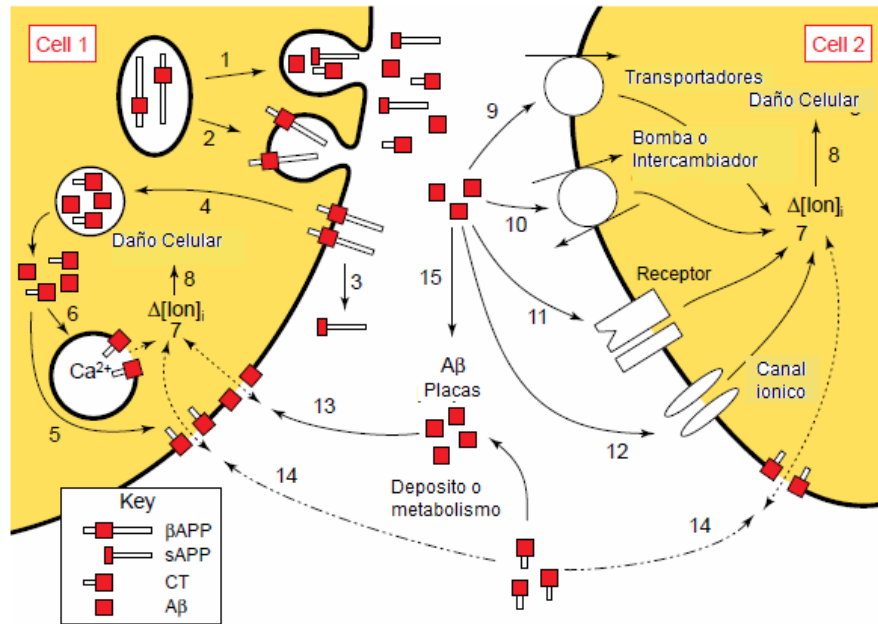 Cell 1
Cell 2
1
2
3
4
5
6
7
8
Daño Celular
Δ[Ion]i
Ca2+
9
10
11
12
13
14
14
15
Transportadores
Daño Celular
Bomba o
Intercambiador
8
Δ[Ion]i
7
Receptor
Canal
ionico
Aβ
Placas
Deposito o
metabolismo
Key
βAPP
sAPP
CT
Aβ